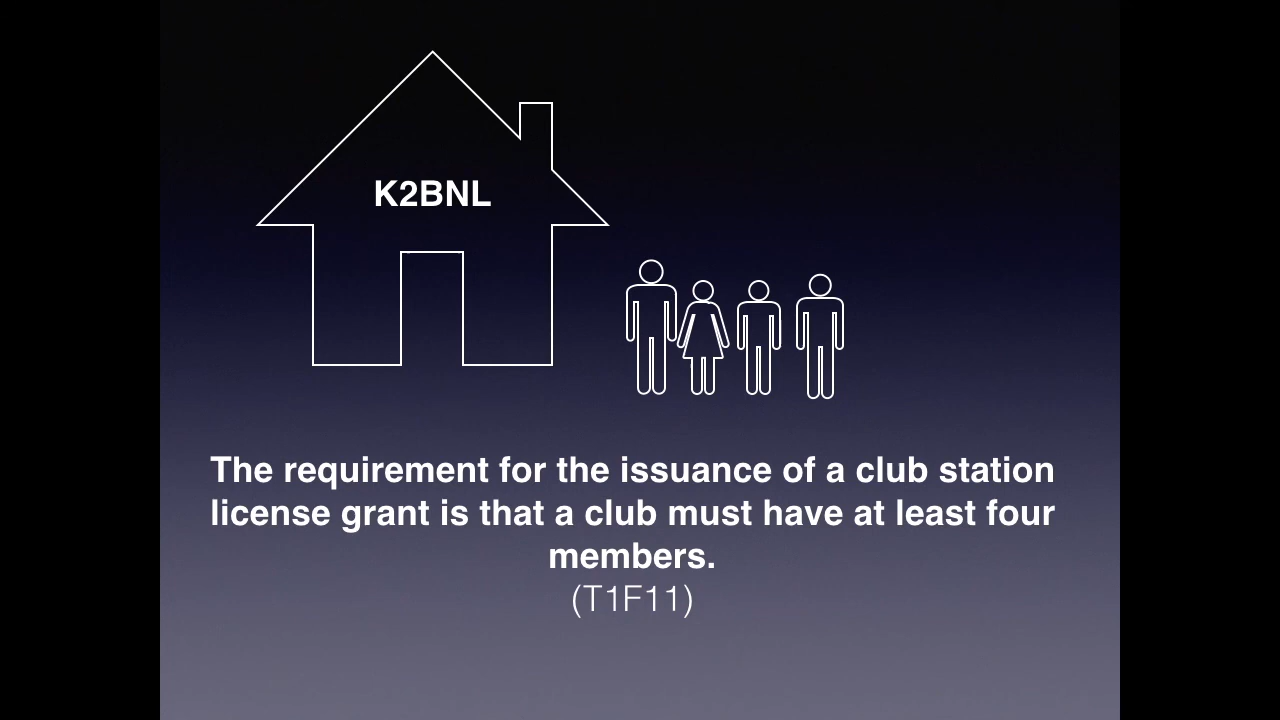 K2BNL
The requirement for the issuance of a club station
license grant is that a club must have at least four
members.
(T1F11)